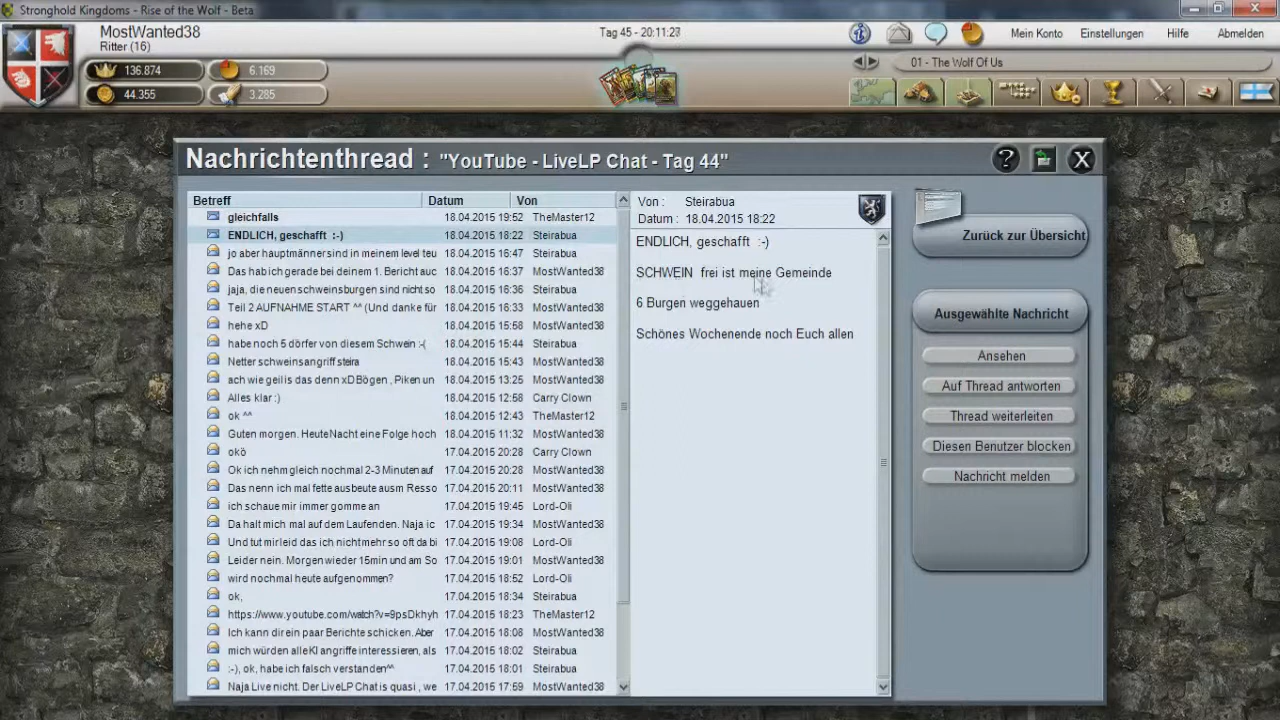 Stronghold Kingdoms - Rise of the Wolf - Beta
MostWanted38
Ritter (16)
Tag 45 - 20:11:27
Mein Konto
Einstellungen
Hilfe
Abmelden
136.874
6.169
44.355
3.285
01 - The Wolf Of Us
Nachrichtenthread : "YouTube - LiveLP Chat - Tag 44"
Betreff Datum Von
gleichfalls 18.04.2015 19:52 TheMaster12
ENDLICH, geschafft :-) 18.04.2015 18:22 Steirabua
jo aber hauptmänner sind in meinem level teu 18.04.2015 16:47 Steirabua
Das hab ich gerade bei deinem 1. Bericht auc 18.04.2015 16:37 MostWanted38
jaja, die neuen schweinsburgen sind nicht so 18.04.2015 16:36 Steirabua
Teil 2 AUFNAHME START ^^ (Und danke für 18.04.2015 16:33 MostWanted38
hehe xD 18.04.2015 15:58 MostWanted38
habe noch 5 dörfer von diesem Schwein :-( 18.04.2015 15:44 Steirabua
Netter schweinsangriff steira 18.04.2015 15:43 MostWanted38
ach wie geil is das denn xD Bögen , Piken un 18.04.2015 13:25 MostWanted38
Alles klar :) 18.04.2015 12:58 Carry Clown
ok ^^ 18.04.2015 12:43 TheMaster12
Guten morgen. Heute Nacht eine Folge hoch 18.04.2015 11:32 MostWanted38
okö 17.04.2015 20:28 Carry Clown
Ok ich nehm gleich nochmal 2-3 Minuten auf 17.04.2015 20:28 MostWanted38
Das nenn ich mal fette ausbeute ausm Resso 17.04.2015 20:11 MostWanted38
ich schaue mir immer gomme an 17.04.2015 19:45 Lord-Oli
Da halt mich mal auf dem Laufenden. Naja ic 17.04.2015 19:34 MostWanted38
Und tut mir leid das ich nicht mehr so oft da bi 17.04.2015 19:08 Lord-Oli
Leider nein. Morgen wieder 15min und am So 17.04.2015 19:01 MostWanted38
wird nochmal heute aufgenommen? 17.04.2015 18:52 Lord-Oli
ok, 17.04.2015 18:34 Steirabua
https://www.youtube.com/watch?v=9psDkhyh 17.04.2015 18:23 TheMaster12
Ich kann dir ein paar Berichte schicken. Aber 17.04.2015 18:08 MostWanted38
mich würden alle KI angriffe interessieren, als 17.04.2015 18:02 Steirabua
:-), ok, habe ich falsch verstanden^^ 17.04.2015 18:01 Steirabua
Naja Live nicht. Der LiveLP Chat is quasi , we 17.04.2015 17:59 MostWanted38
Von : Steirabua
Datum : 18.04.2015 18:22
ENDLICH, geschafft :-)
SCHWEIN frei ist meine Gemeinde
6 Burgen weggehauen
Schönes Wochenende noch Euch allen
Zurück zur Übersicht
Ausgewählte Nachricht
Ansehen
Auf Thread antworten
Thread weiterleiten
Diesen Benutzer blocken
Nachricht melden